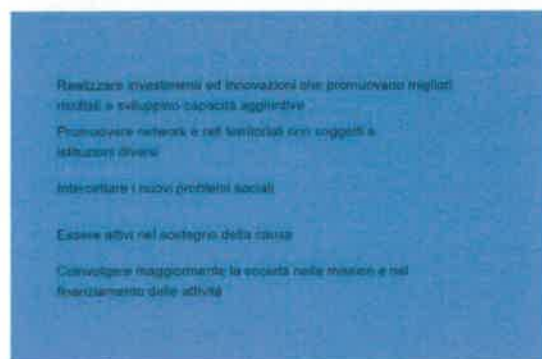 Realizzare investimenti ed innovazioni che promuovano migliori
risultati e sviluppino capacità aggiuntive
Promuovere network e reti territoriali con soggetti e
istituzioni diversi
Intercettare i nuovi problemi sociali
Essere attivi nel sostegno della causa
Coinvolgere maggiormente la società nella mission e nel
finanziamento delle attività